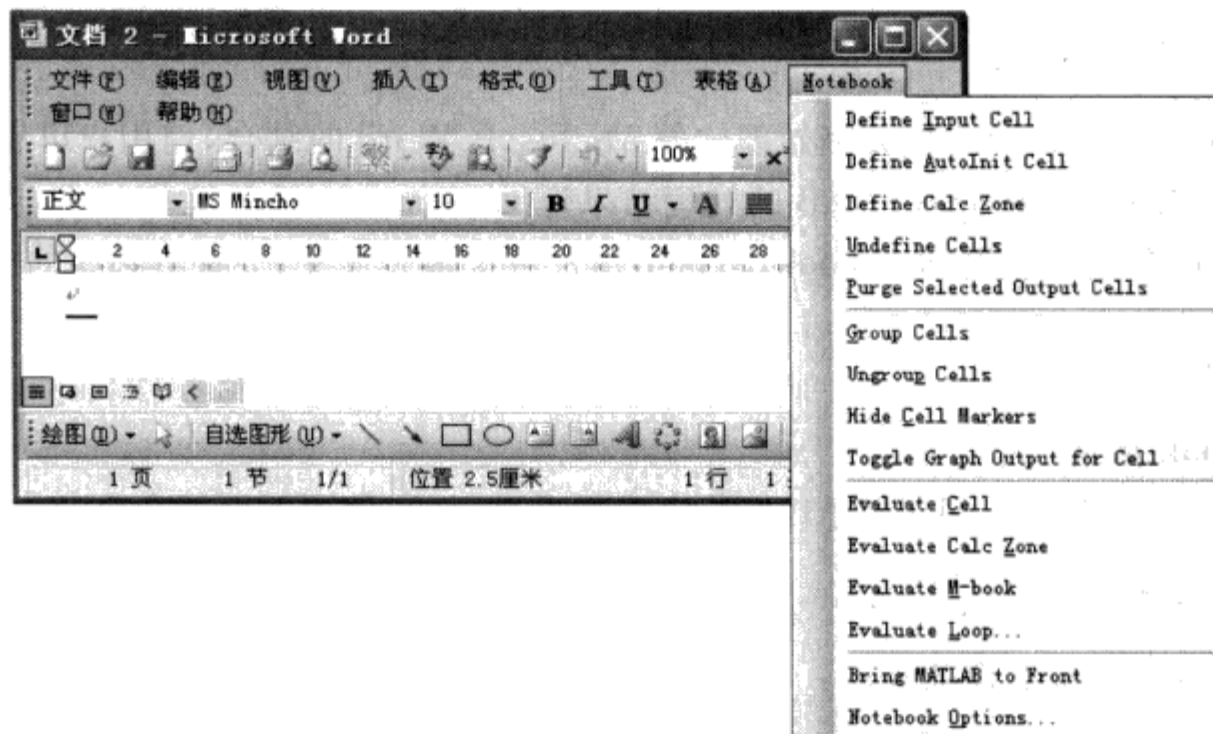 文档 2 - Microsoft Word
文件(F) 编辑(E) 视图(V) 插入(I) 格式(O) 工具(T) 表格(A) Notebook
窗口(W) 帮助(H)
100%
正文 MS Mincho 10 B I U A
L 2 4 6 8 10 12 14 16 18 20 22 24 26 28
绘图(D) 自选图形(U)
1 页 1 节 1/1 位置 2.5厘米 1 行 1
Define Input Cell
Define AutoInit Cell
Define Calc Zone
Undefine Cells
Purge Selected Output Cells
Group Cells
Ungroup Cells
Hide Cell Markers
Toggle Graph Output for Cell
Evaluate Cell
Evaluate Calc Zone
Evaluate M-book
Evaluate Loop...
Bring MATLAB to Front
Notebook Options...